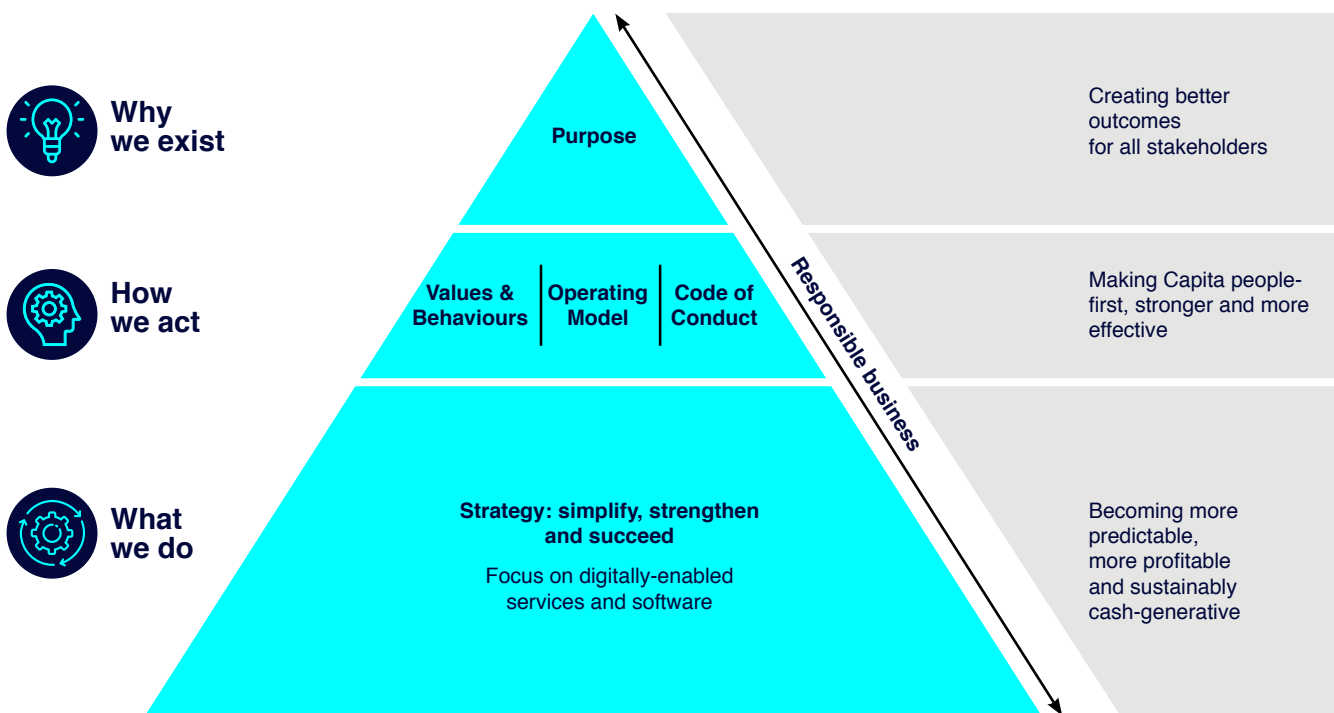 Why
we exist
Purpose
Creating better
outcomes
for all stakeholders
How
we act
Values &
Behaviours
Operating
Model
Code of
Conduct
Responsible business
Making Capita people-
first, stronger and more
effective
What
we do
Strategy: simplify, strengthen
and succeed
Focus on digitally-enabled
services and software
Becoming more
predictable,
more profitable
and sustainably
cash-generative